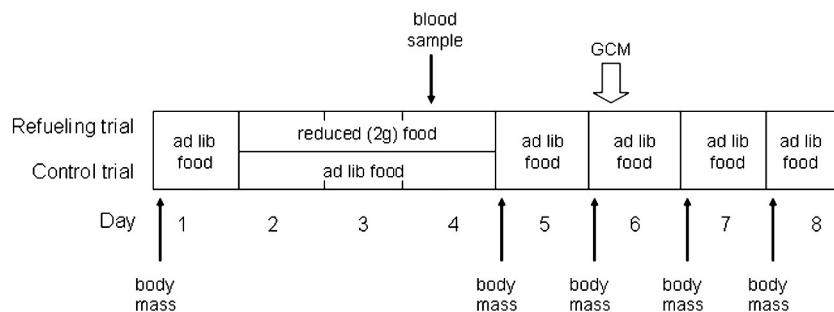 blood
sample
GCM
Refueling trial
Control trial
ad lib
food
reduced (2g) food
ad lib food
ad lib
food
ad lib
food
ad lib
food
ad lib
food
Day 1 2 3 4 5 6 7 8
body
mass
body
mass
body
mass
body
mass
body
mass